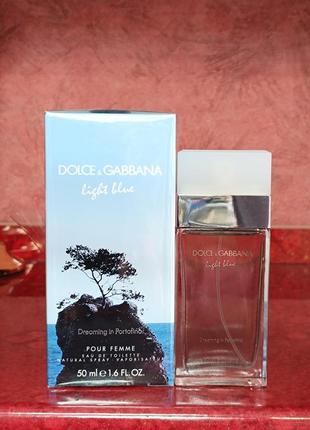 DOLCE & GABBANA
light blue
Dreaming in Portofino
POUR FEMME
EAU DE TOILETTE
NATURAL SPRAY VAPORISATEUR
50 ml e 1.6 FL. OZ.
DOLCE & GABBANA
light blue
Dreaming in Portofino